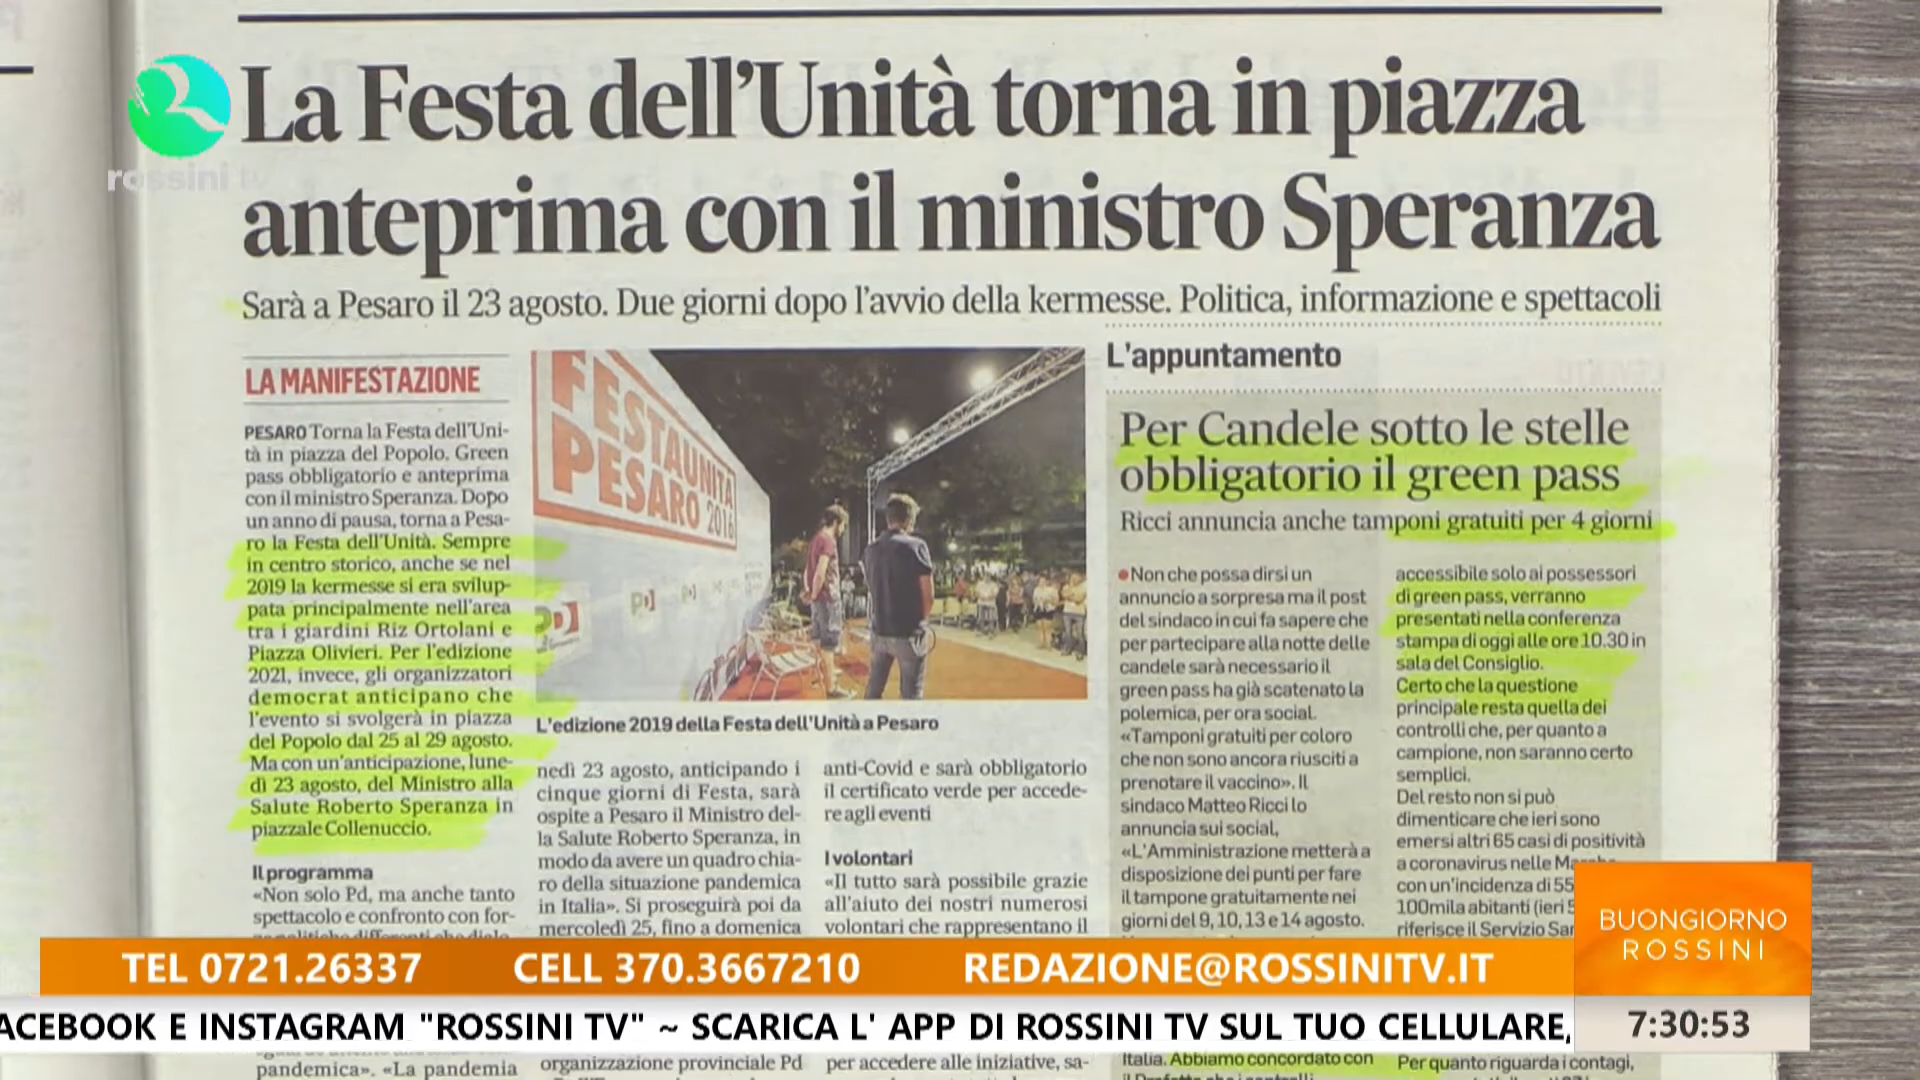 rossini tv
La Festa dell'Unità torna in piazza
anteprima con il ministro Speranza
Sarà a Pesaro il 23 agosto. Due giorni dopo l'avvio della kermesse. Politica, informazione e spettacoli
LA MANIFESTAZIONE
PESARO Torna la Festa dell'Uni-
tà in piazza del Popolo. Green
pass obbligatorio e anteprima
con il ministro Speranza. Dopo
un anno di pausa, torna a Pesa-
ro la Festa dell'Unità. Sempre
in centro storico, anche se nel
2019 la kermesse si era svilup-
pata principalmente nell'area
tra i giardini Riz Ortolani e
Piazza Olivieri. Per l'edizione
2021, invece, gli organizzatori
democrat anticipano che
l'evento si svolgerà in piazza
del Popolo dal 25 al 29 agosto.
Ma con un'anticipazione, lune-
dì 23 agosto, del Ministro alla
Salute Roberto Speranza in
piazzale Collenuccio.
Il programma
«Non solo Pd, ma anche tanto
spettacolo e confronto con for-
pandemica». «La pandemia
FESTAUNITÀ
PESARO 2016
PD
PD
L'edizione 2019 della Festa dell'Unità a Pesaro
nedì 23 agosto, anticipando i
cinque giorni di Festa, sarà
ospite a Pesaro il Ministro del-
la Salute Roberto Speranza, in
modo da avere un quadro chia-
ro della situazione pandemica
in Italia». Si proseguirà poi da
mercoledì 25, fino a domenica
organizzazione provinciale Pd
anti-Covid e sarà obbligatorio
il certificato verde per accede-
re agli eventi
I volontari
«Il tutto sarà possibile grazie
all'aiuto dei nostri numerosi
volontari che rappresentano il
per accedere alle iniziative, sa-
L'appuntamento
Per Candele sotto le stelle
obbligatorio il green pass
Ricci annuncia anche tamponi gratuiti per 4 giorni
●Non che possa dirsi un
annuncio a sorpresa ma il post
del sindaco in cui fa sapere che
per partecipare alla notte delle
candele sarà necessario il
green pass ha già scatenato la
polemica, per ora social.
«Tamponi gratuiti per coloro
che non sono ancora riusciti a
prenotare il vaccino». Il
sindaco Matteo Ricci lo
annuncia sui social,
«L'Amministrazione metterà a
disposizione dei punti per fare
il tampone gratuitamente nei
giorni del 9, 10, 13 e 14 agosto.
Italia. Abbiamo concordato con
accessibile solo ai possessori
di green pass, verranno
presentati nella conferenza
stampa di oggi alle ore 10.30 in
sala del Consiglio.
Certo che la questione
principale resta quella dei
controlli che, per quanto a
campione, non saranno certo
semplici.
Del resto non si può
dimenticare che ieri sono
emersi altri 65 casi di positività
a coronavirus nelle
con un'incidenza di 55
100mila abitanti (ieri
riferisce il Servizio
Per quanto riguarda i contagi,
TEL 0721.26337 CELL 370.3667210 REDAZIONE@ROSSINITV.IT
BUONGIORNO
ROSSINI
ACEBOOK E INSTAGRAM "ROSSINI TV" ~ SCARICA L' APP DI ROSSINI TV SUL TUO CELLULARE,
7:30:53